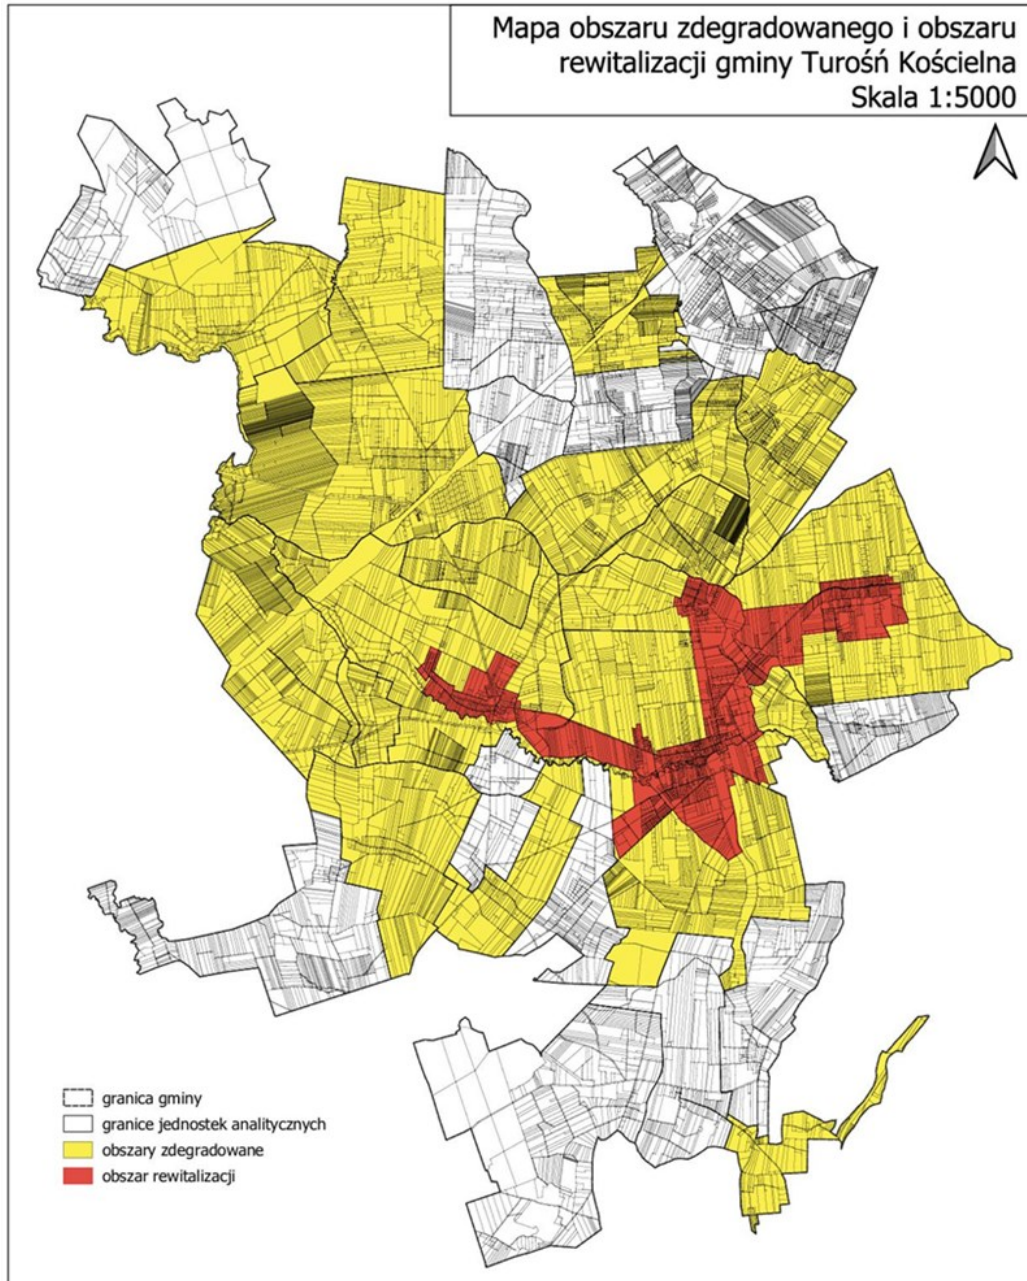 Mapa obszaru zdegradowanego i obszaru
rewitalizacji gminy Turośń Kościelna
Skala 1:5000
granica gminy
granice jednostek analitycznych
obszary zdegradowane
obszar rewitalizacji